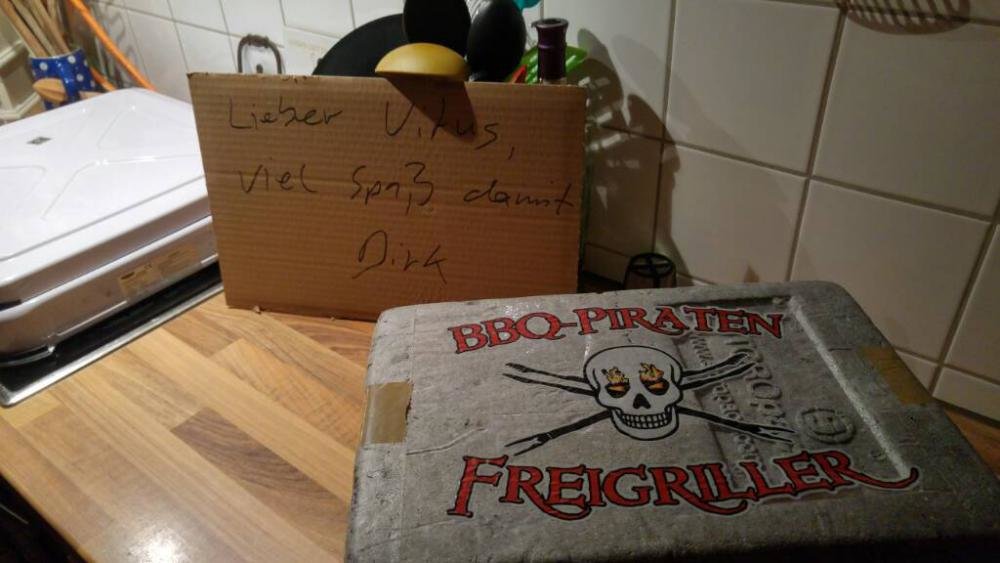 Lieber Vitus,
viel Spaß damit
Dirk
BBQ-PIRATEN
FREIGRILLER